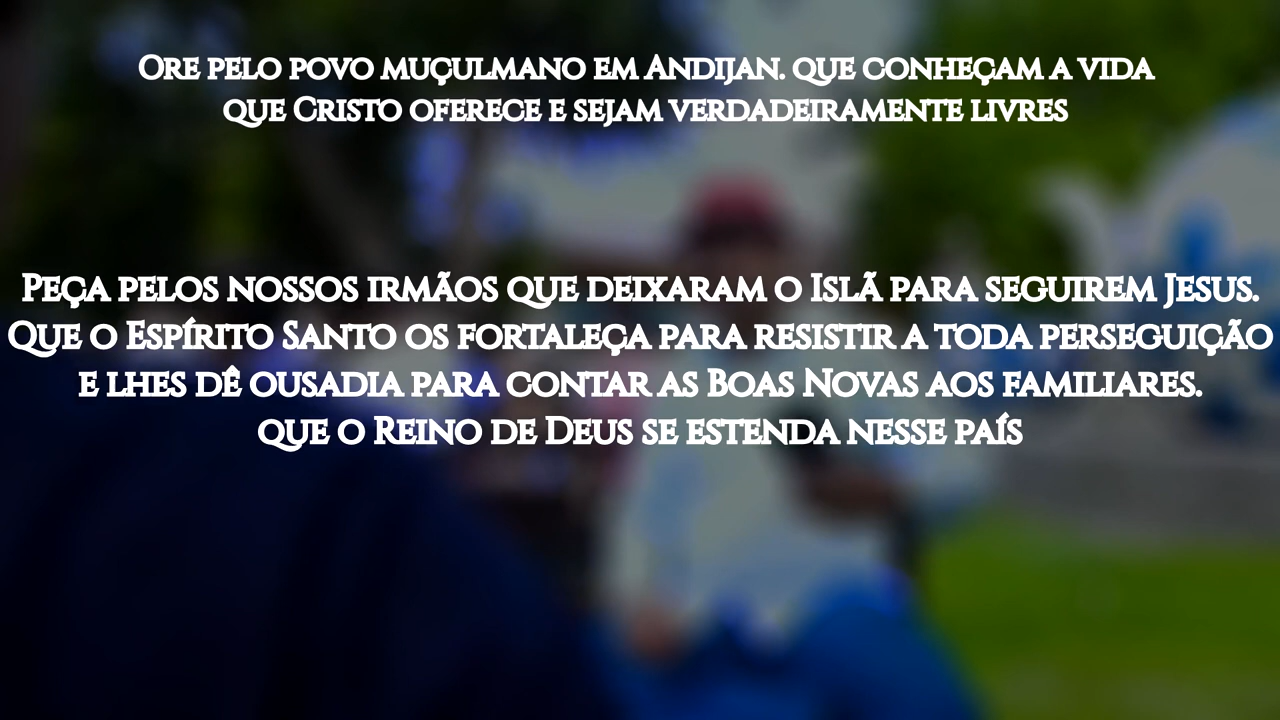 Ore pelo povo muçulmano em Andijan. que conheçam a vida
que Cristo oferece e sejam verdadeiramente livres
Peça pelos nossos irmãos que deixaram o Islã para seguirem Jesus.
Que o Espírito Santo os fortaleça para resistir a toda perseguição
e lhes dê ousadia para contar as Boas Novas aos familiares.
que o Reino de Deus se estenda nesse país